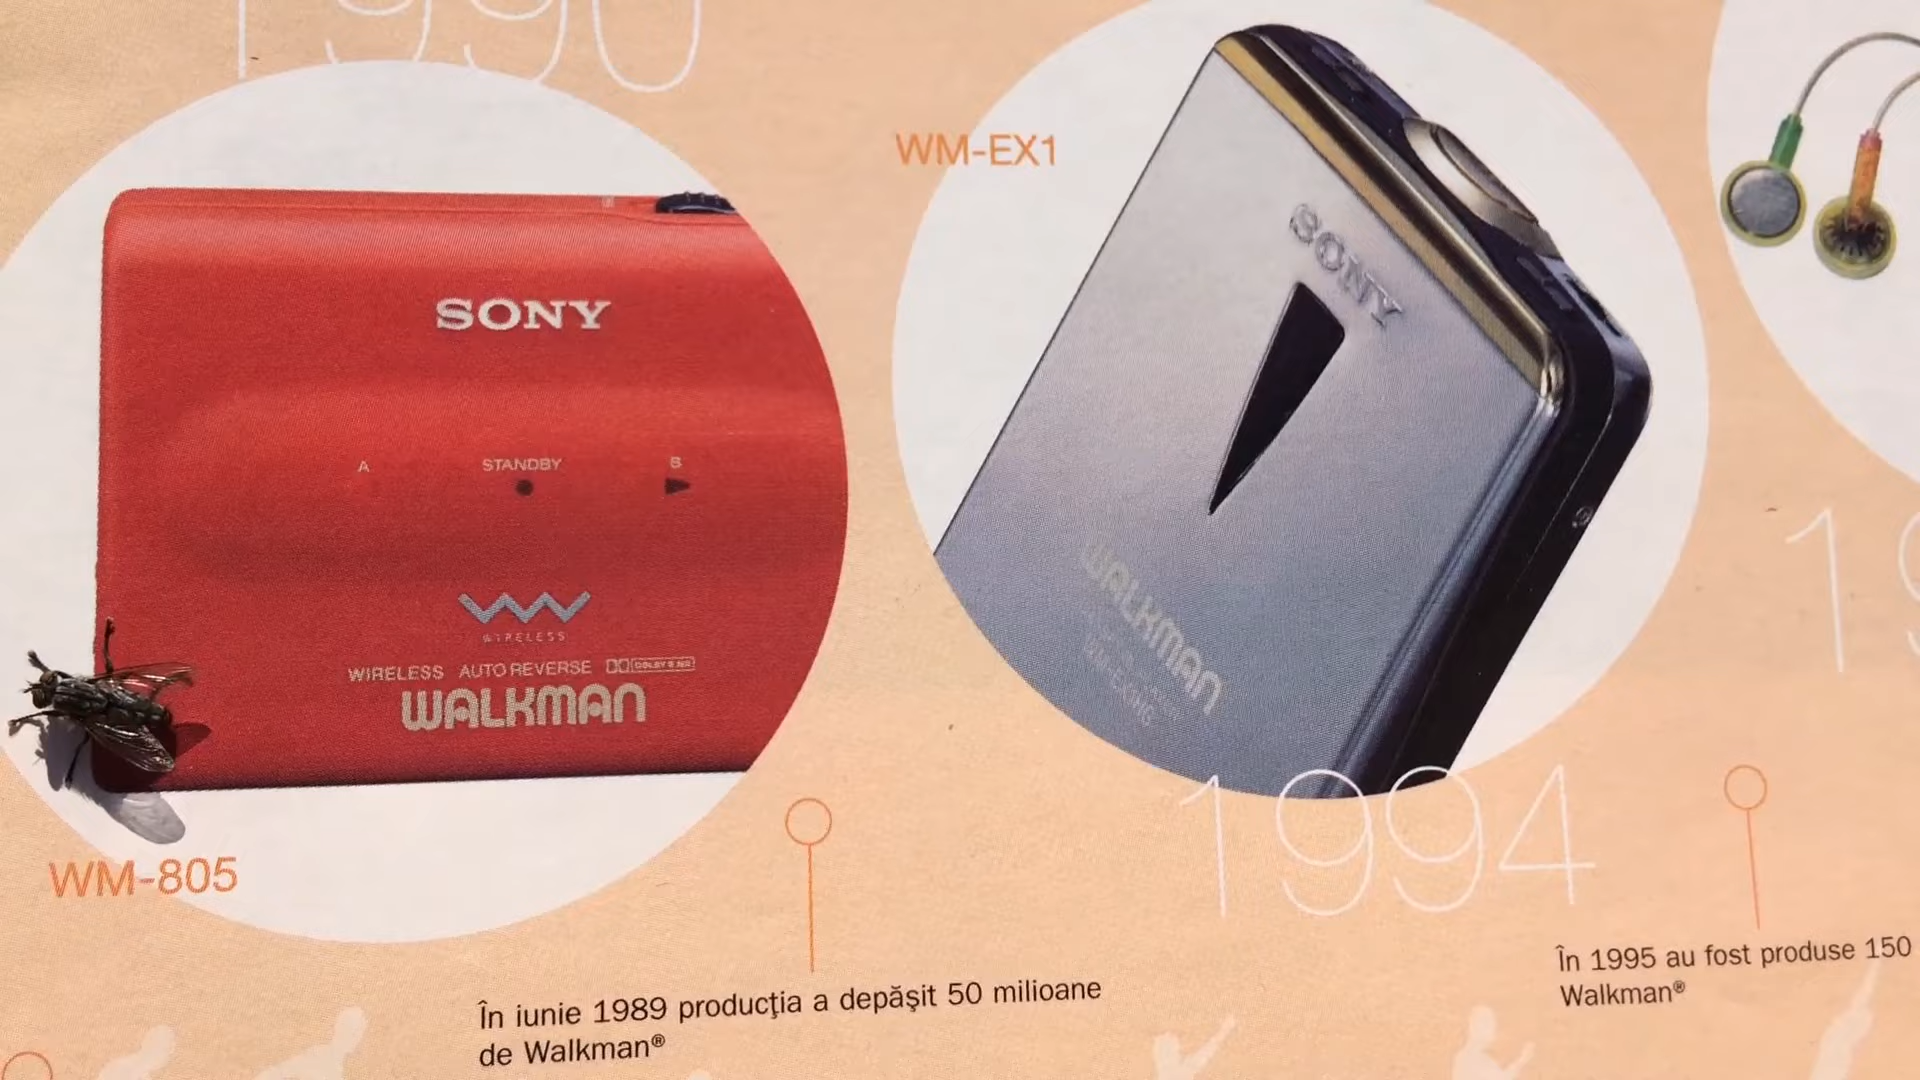 1990
SONY
A STANDBY B
WIRELESS
WIRELESS AUTO REVERSE DOLBY B NR
WALKMAN
WM-805
WM-EX1
SONY
WALKMAN
1994
În iunie 1989 producţia a depăşit 50 milioane
de Walkman®
În 1995 au fost produse 150
Walkman®